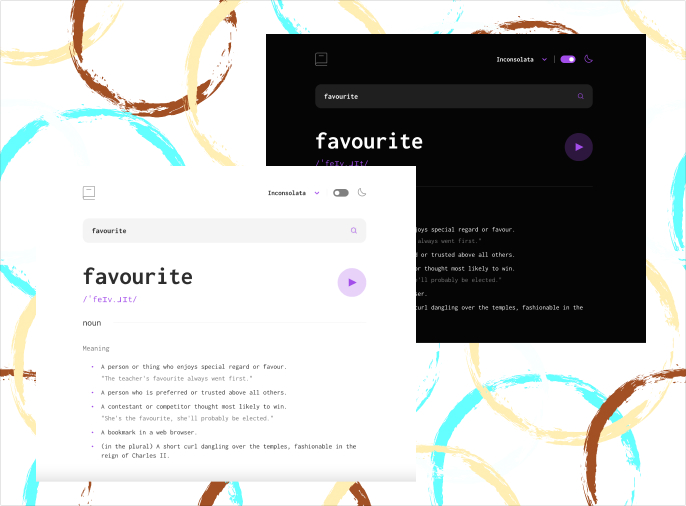 Inconsolata
favourite
favourite
/ˈfeɪv.ɹɪt/
njoys special regard or favour.
always went first."
d or trusted above all others.
or thought most likely to win.
e'll probably be elected."
ser.
curl dangling over the temples, fashionable in the
Inconsolata
favourite
favourite
/ˈfeɪv.ɹɪt/
noun
Meaning
• A person or thing who enjoys special regard or favour.
"The teacher's favourite always went first."
• A person who is preferred or trusted above all others.
• A contestant or competitor thought most likely to win.
"She's the favourite, she'll probably be elected."
• A bookmark in a web browser.
• (in the plural) A short curl dangling over the temples, fashionable in the
reign of Charles II.